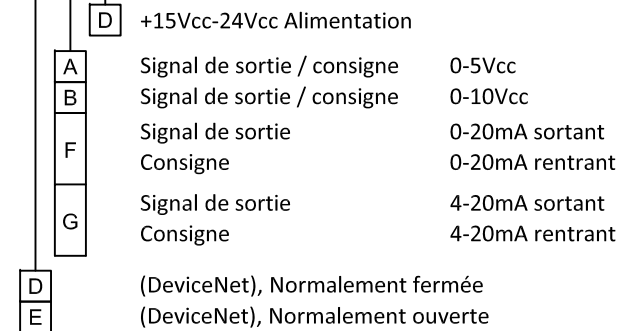 D +15Vcc-24Vcc Alimentation
A Signal de sortie / consigne 0-5Vcc
B Signal de sortie / consigne 0-10Vcc
F Signal de sortie 0-20mA sortant
Consigne 0-20mA rentrant
G Signal de sortie 4-20mA sortant
Consigne 4-20mA rentrant
D (DeviceNet), Normalement fermée
E (DeviceNet), Normalement ouverte